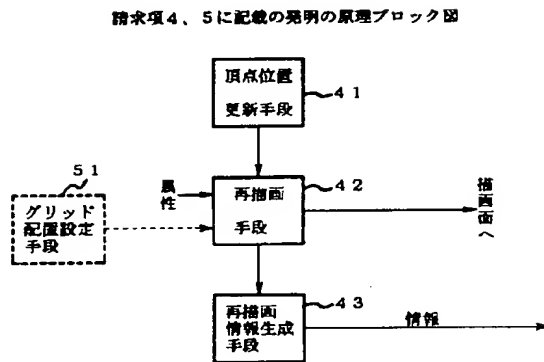 請求項4、5に記載の発明の原理ブロック図
頂点位置
更新手段
41
51
グリッド
配置設定
手段
属性
再描画
手段
42
描画面へ
再描画
情報生成
手段
43
情報